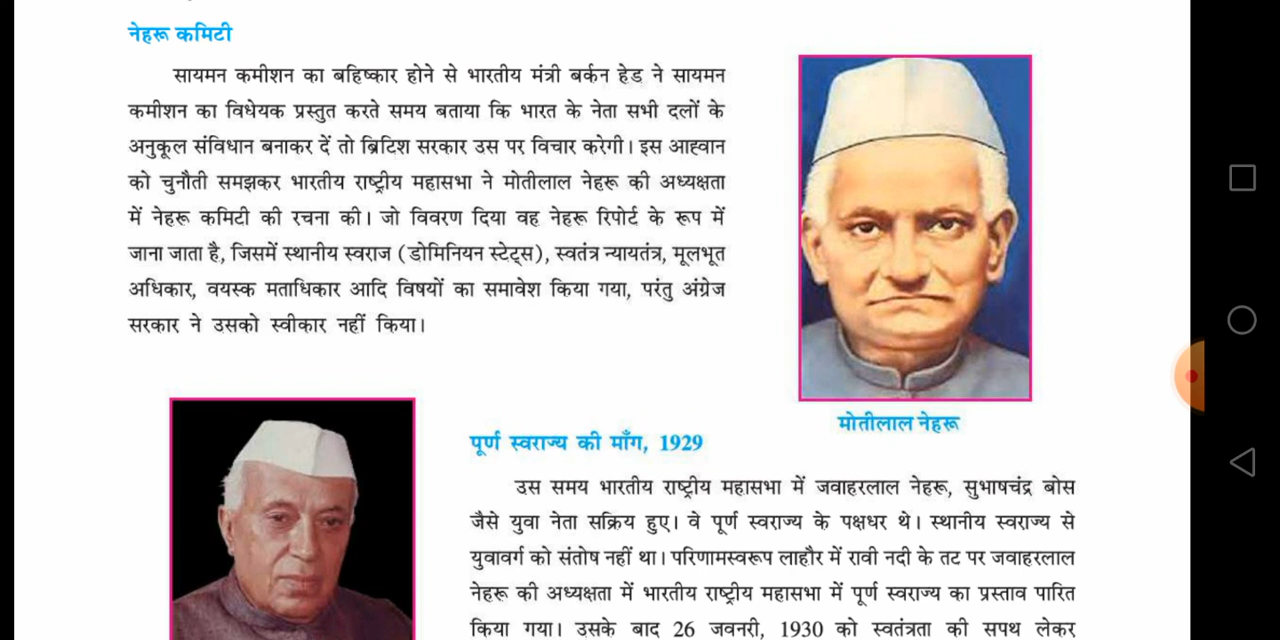 नेहरू कमिटी
सायमन कमीशन का बहिष्कार होने से भारतीय मंत्री बर्कन हेड ने सायमन
कमीशन का विधेयक प्रस्तुत करते समय बताया कि भारत के नेता सभी दलों के
अनुकूल संविधान बनाकर दें तो ब्रिटिश सरकार उस पर विचार करेगी। इस आह्वान
को चुनौती समझकर भारतीय राष्ट्रीय महासभा ने मोतीलाल नेहरू की अध्यक्षता
में नेहरू कमिटी की रचना की। जो विवरण दिया वह नेहरू रिपोर्ट के रूप में
जाना जाता है, जिसमें स्थानीय स्वराज (डोमिनियन स्टेट्स), स्वतंत्र न्यायतंत्र, मूलभूत
अधिकार, वयस्क मताधिकार आदि विषयों का समावेश किया गया, परंतु अंग्रेज
सरकार ने उसको स्वीकार नहीं किया।
मोतीलाल नेहरू
पूर्ण स्वराज्य की माँग, 1929
उस समय भारतीय राष्ट्रीय महासभा में जवाहरलाल नेहरू, सुभाषचंद्र बोस
जैसे युवा नेता सक्रिय हुए। वे पूर्ण स्वराज्य के पक्षधर थे। स्थानीय स्वराज्य से
युवावर्ग को संतोष नहीं था। परिणामस्वरूप लाहौर में रावी नदी के तट पर जवाहरलाल
नेहरू की अध्यक्षता में भारतीय राष्ट्रीय महासभा में पूर्ण स्वराज्य का प्रस्ताव पारित
किया गया। उसके बाद 26 जवनरी, 1930 को स्वतंत्रता की सपथ लेकर